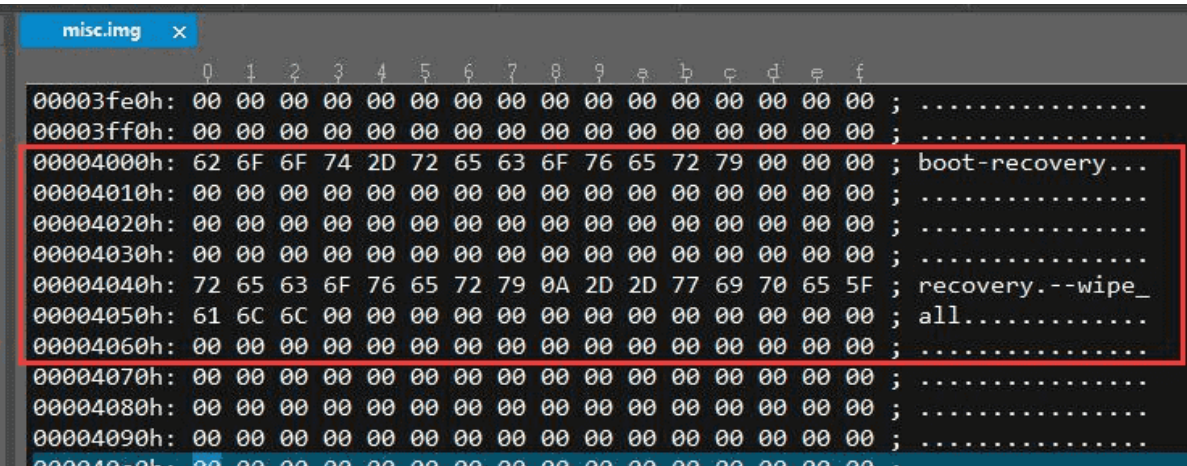 misc.img ×
0 1 2 3 4 5 6 7 8 9 a b c d e f
00003fe0h: 00 00 00 00 00 00 00 00 00 00 00 00 00 00 00 00 ; ................
00003ff0h: 00 00 00 00 00 00 00 00 00 00 00 00 00 00 00 00 ; ................
00004000h: 62 6F 6F 74 2D 72 65 63 6F 76 65 72 79 00 00 00 ; boot-recovery...
00004010h: 00 00 00 00 00 00 00 00 00 00 00 00 00 00 00 00 ; ................
00004020h: 00 00 00 00 00 00 00 00 00 00 00 00 00 00 00 00 ; ................
00004030h: 00 00 00 00 00 00 00 00 00 00 00 00 00 00 00 00 ; ................
00004040h: 72 65 63 6F 76 65 72 79 0A 2D 2D 77 69 70 65 5F ; recovery.--wipe_
00004050h: 61 6C 6C 00 00 00 00 00 00 00 00 00 00 00 00 00 ; all.............
00004060h: 00 00 00 00 00 00 00 00 00 00 00 00 00 00 00 00 ; ................
00004070h: 00 00 00 00 00 00 00 00 00 00 00 00 00 00 00 00 ; ................
00004080h: 00 00 00 00 00 00 00 00 00 00 00 00 00 00 00 00 ; ................
00004090h: 00 00 00 00 00 00 00 00 00 00 00 00 00 00 00 00 ; ................